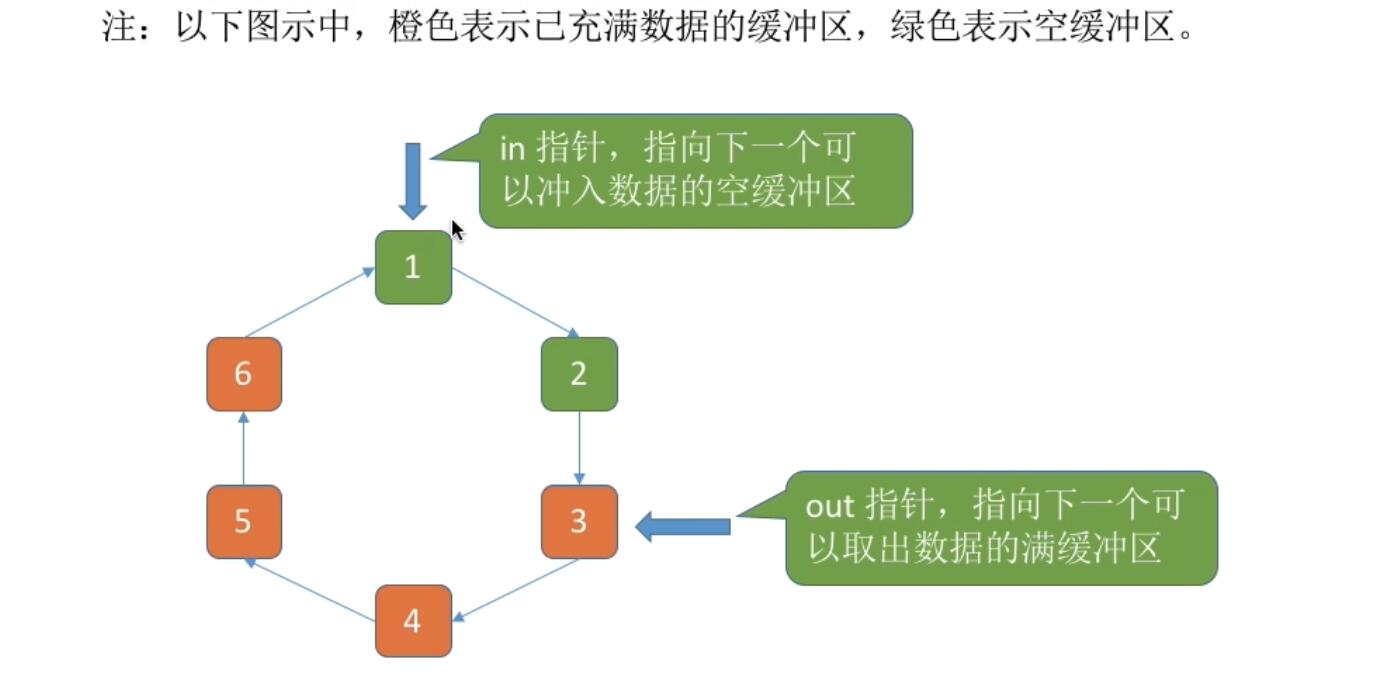 注：以下图示中，橙色表示已充满数据的缓冲区，绿色表示空缓冲区。
in 指针，指向下一个可
以冲入数据的空缓冲区
1
6
2
5
3
out 指针，指向下一个可
以取出数据的满缓冲区
4